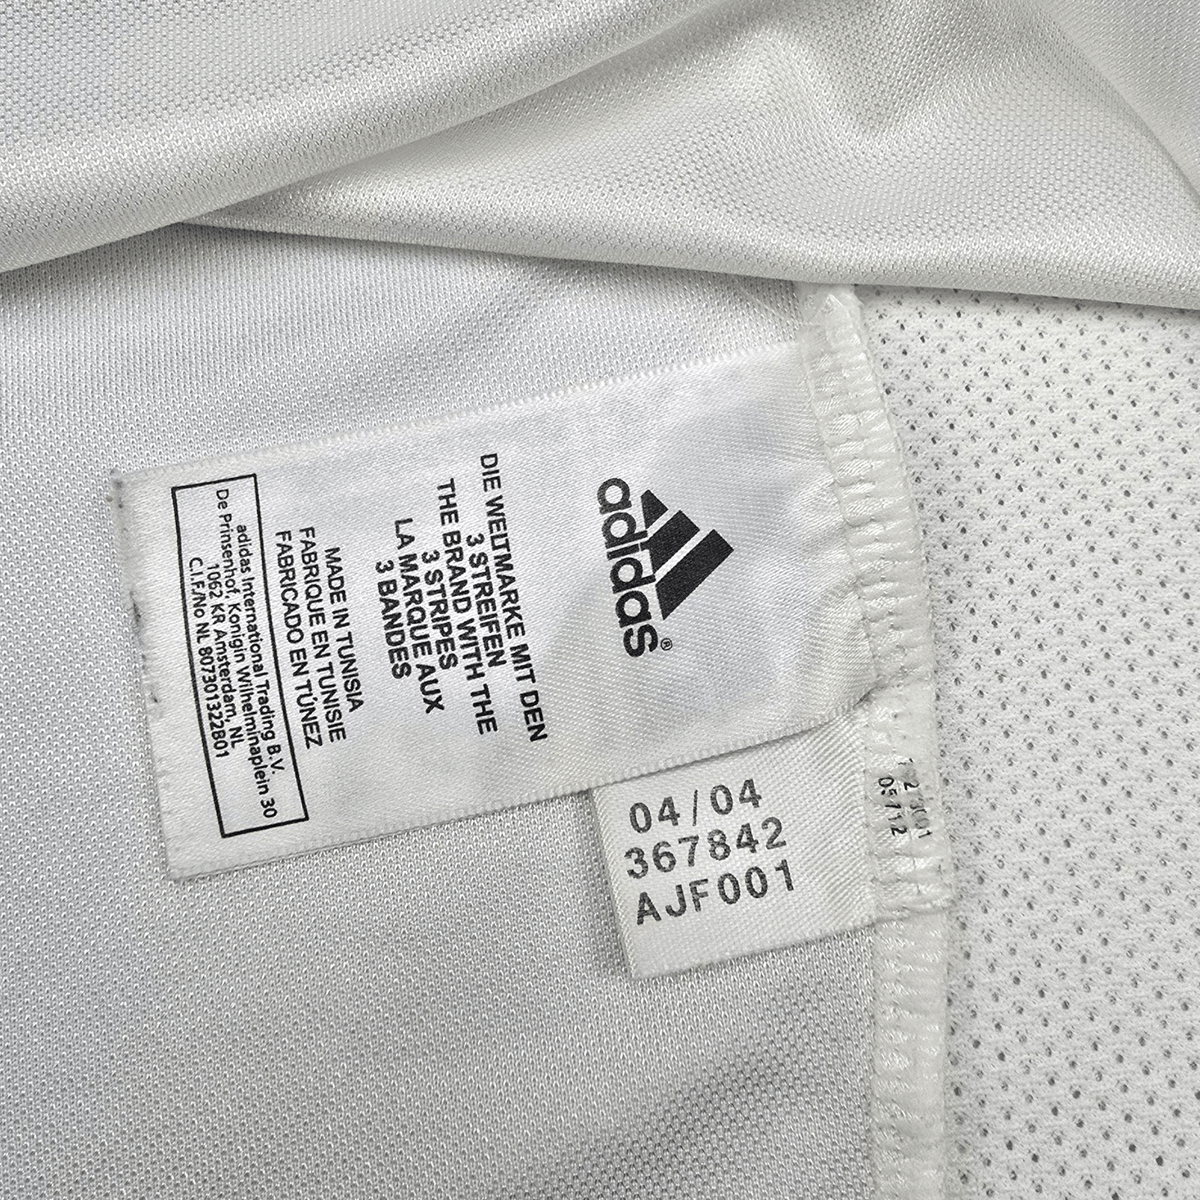 adidas®
DIE WELTMARKE MIT DEN
3 STREIFEN
THE BRAND WITH THE
3 STRIPES
LA MARQUE AUX
3 BANDES
MADE IN TUNISIA
FABRIQUE EN TUNISIE
FABRICADO EN TÚNEZ
adidas International Trading B.V.
De Prinsenhof, Konigin Wilhelminaplein 30
1062 KR Amsterdam, NL
C.I.F./No NL 807301322B01
04/04
367842
AJF001
05/12